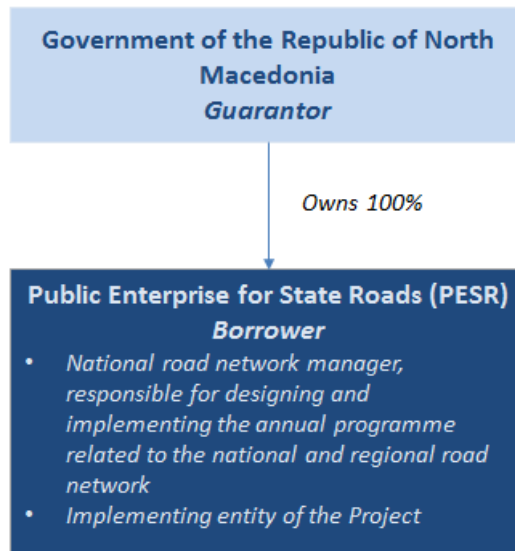 Government of the Republic of North
Macedonia
Guarantor
Owns 100%
Public Enterprise for State Roads (PESR)
Borrower
• National road network manager,
responsible for designing and
implementing the annual programme
related to the national and regional road
network
• Implementing entity of the Project